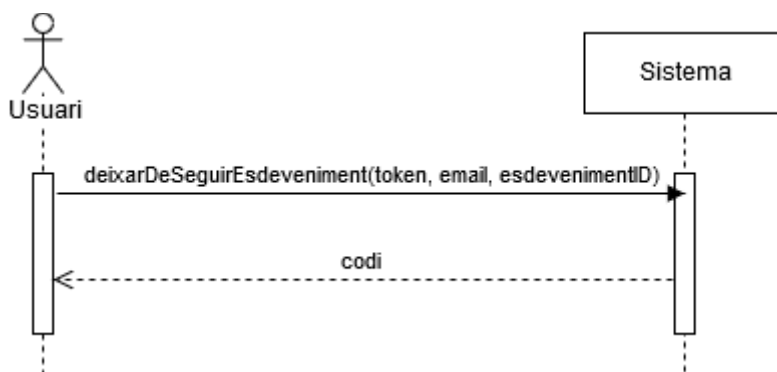 Usuari
Sistema
deixarDeSeguirEsdeveniment(token, email, esdevenimentID)
codi